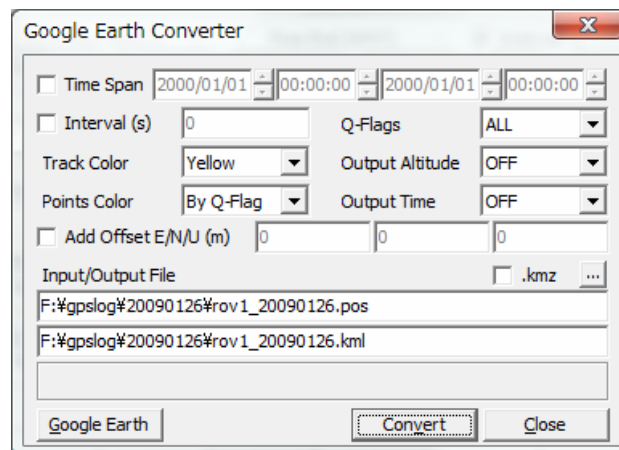 Google Earth Converter
Time Span 2000/01/01 00:00:00 2000/01/01 00:00:00
Interval (s) 0 Q-Flags ALL
Track Color Yellow Output Altitude OFF
Points Color By Q-Flag Output Time OFF
Add Offset E/N/U (m) 0 0 0
Input/Output File .kmz ...
F:¥gpslog¥20090126¥rov1_20090126.pos
F:¥gpslog¥20090126¥rov1_20090126.kml
Google Earth Convert Close